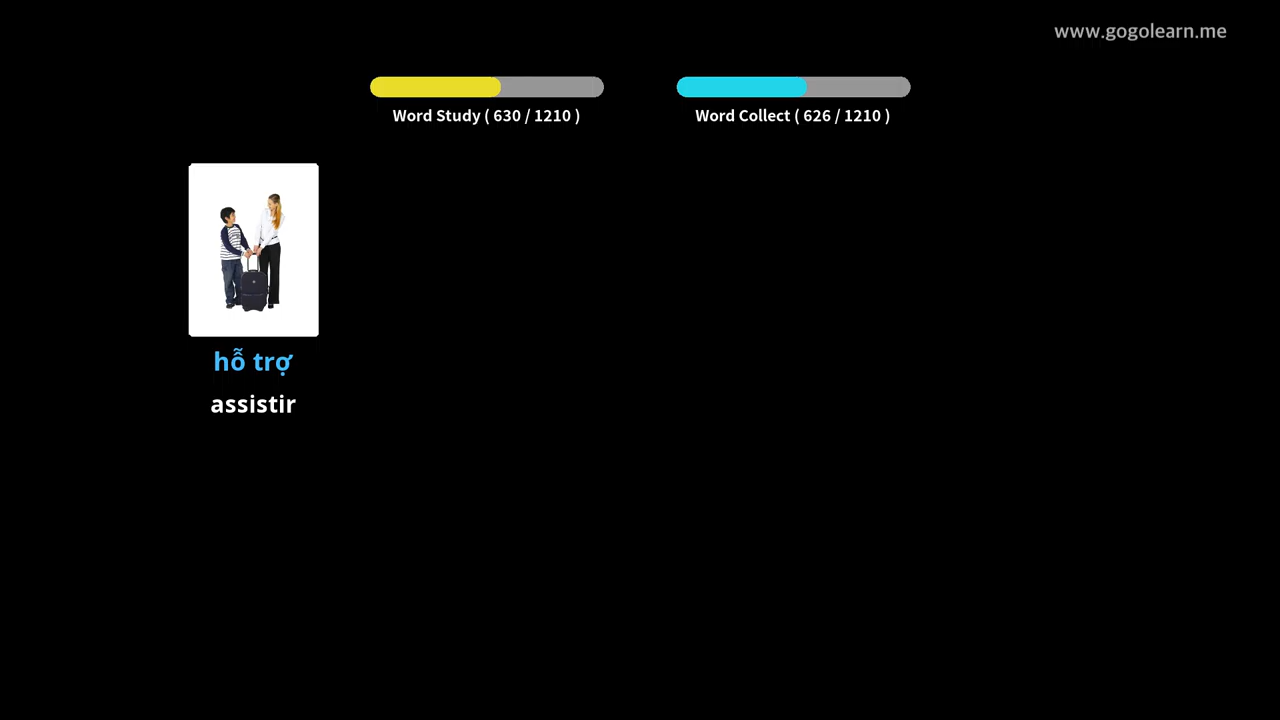 www.gogolearn.me
Word Study ( 630 / 1210 )
Word Collect ( 626 / 1210 )
hỗ trợ
assistir